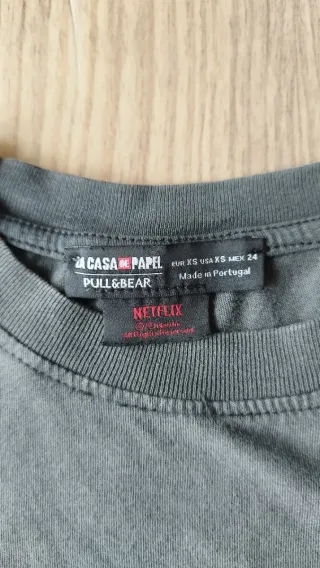 LA CASA DE PAPEL
PULL&BEAR
EUR XS USA XS MEX 24
Made in Portugal
NETFLIX